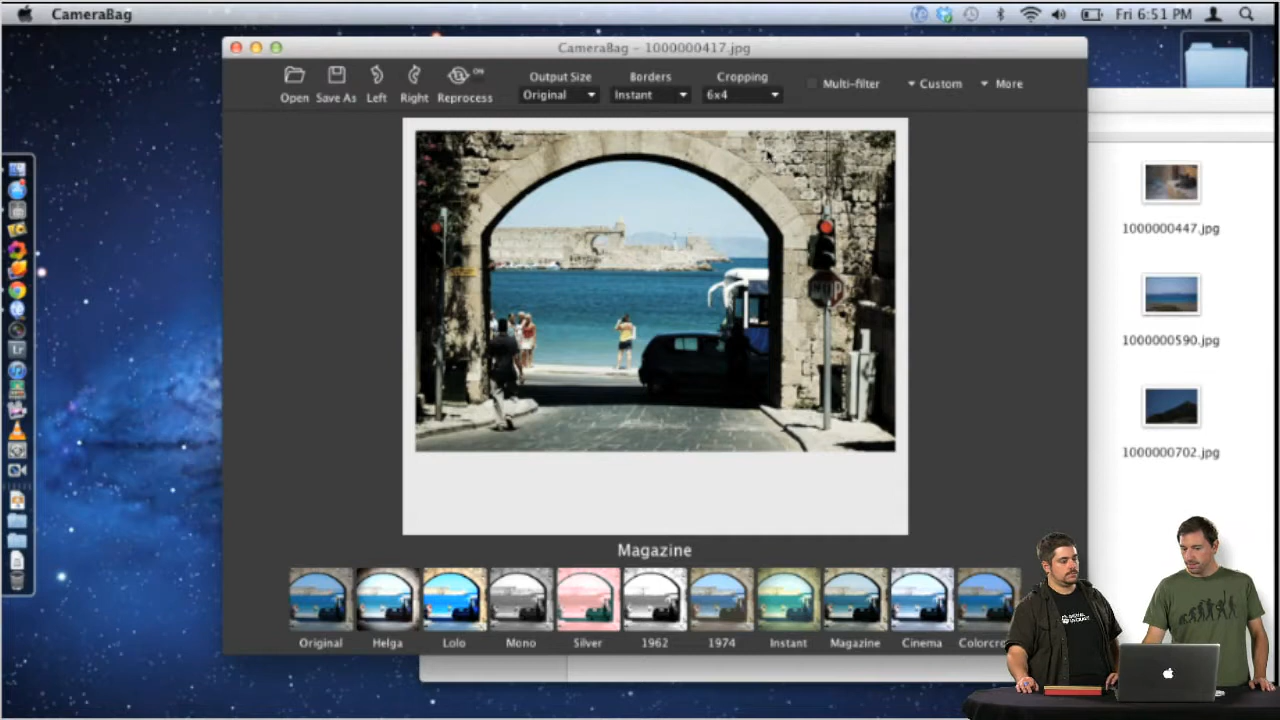 CameraBag
Fri 6:51 PM
CameraBag - 1000000417.jpg
Open
Save As
Left
Right
Reprocess
Output Size
Original
Borders
Instant
Cropping
6x4
Multi-filter
Custom
More
1000000447.jpg
1000000590.jpg
1000000702.jpg
Magazine
Original
Helga
Lolo
Mono
Silver
1962
1974
Instant
Magazine
Cinema
Colorcro